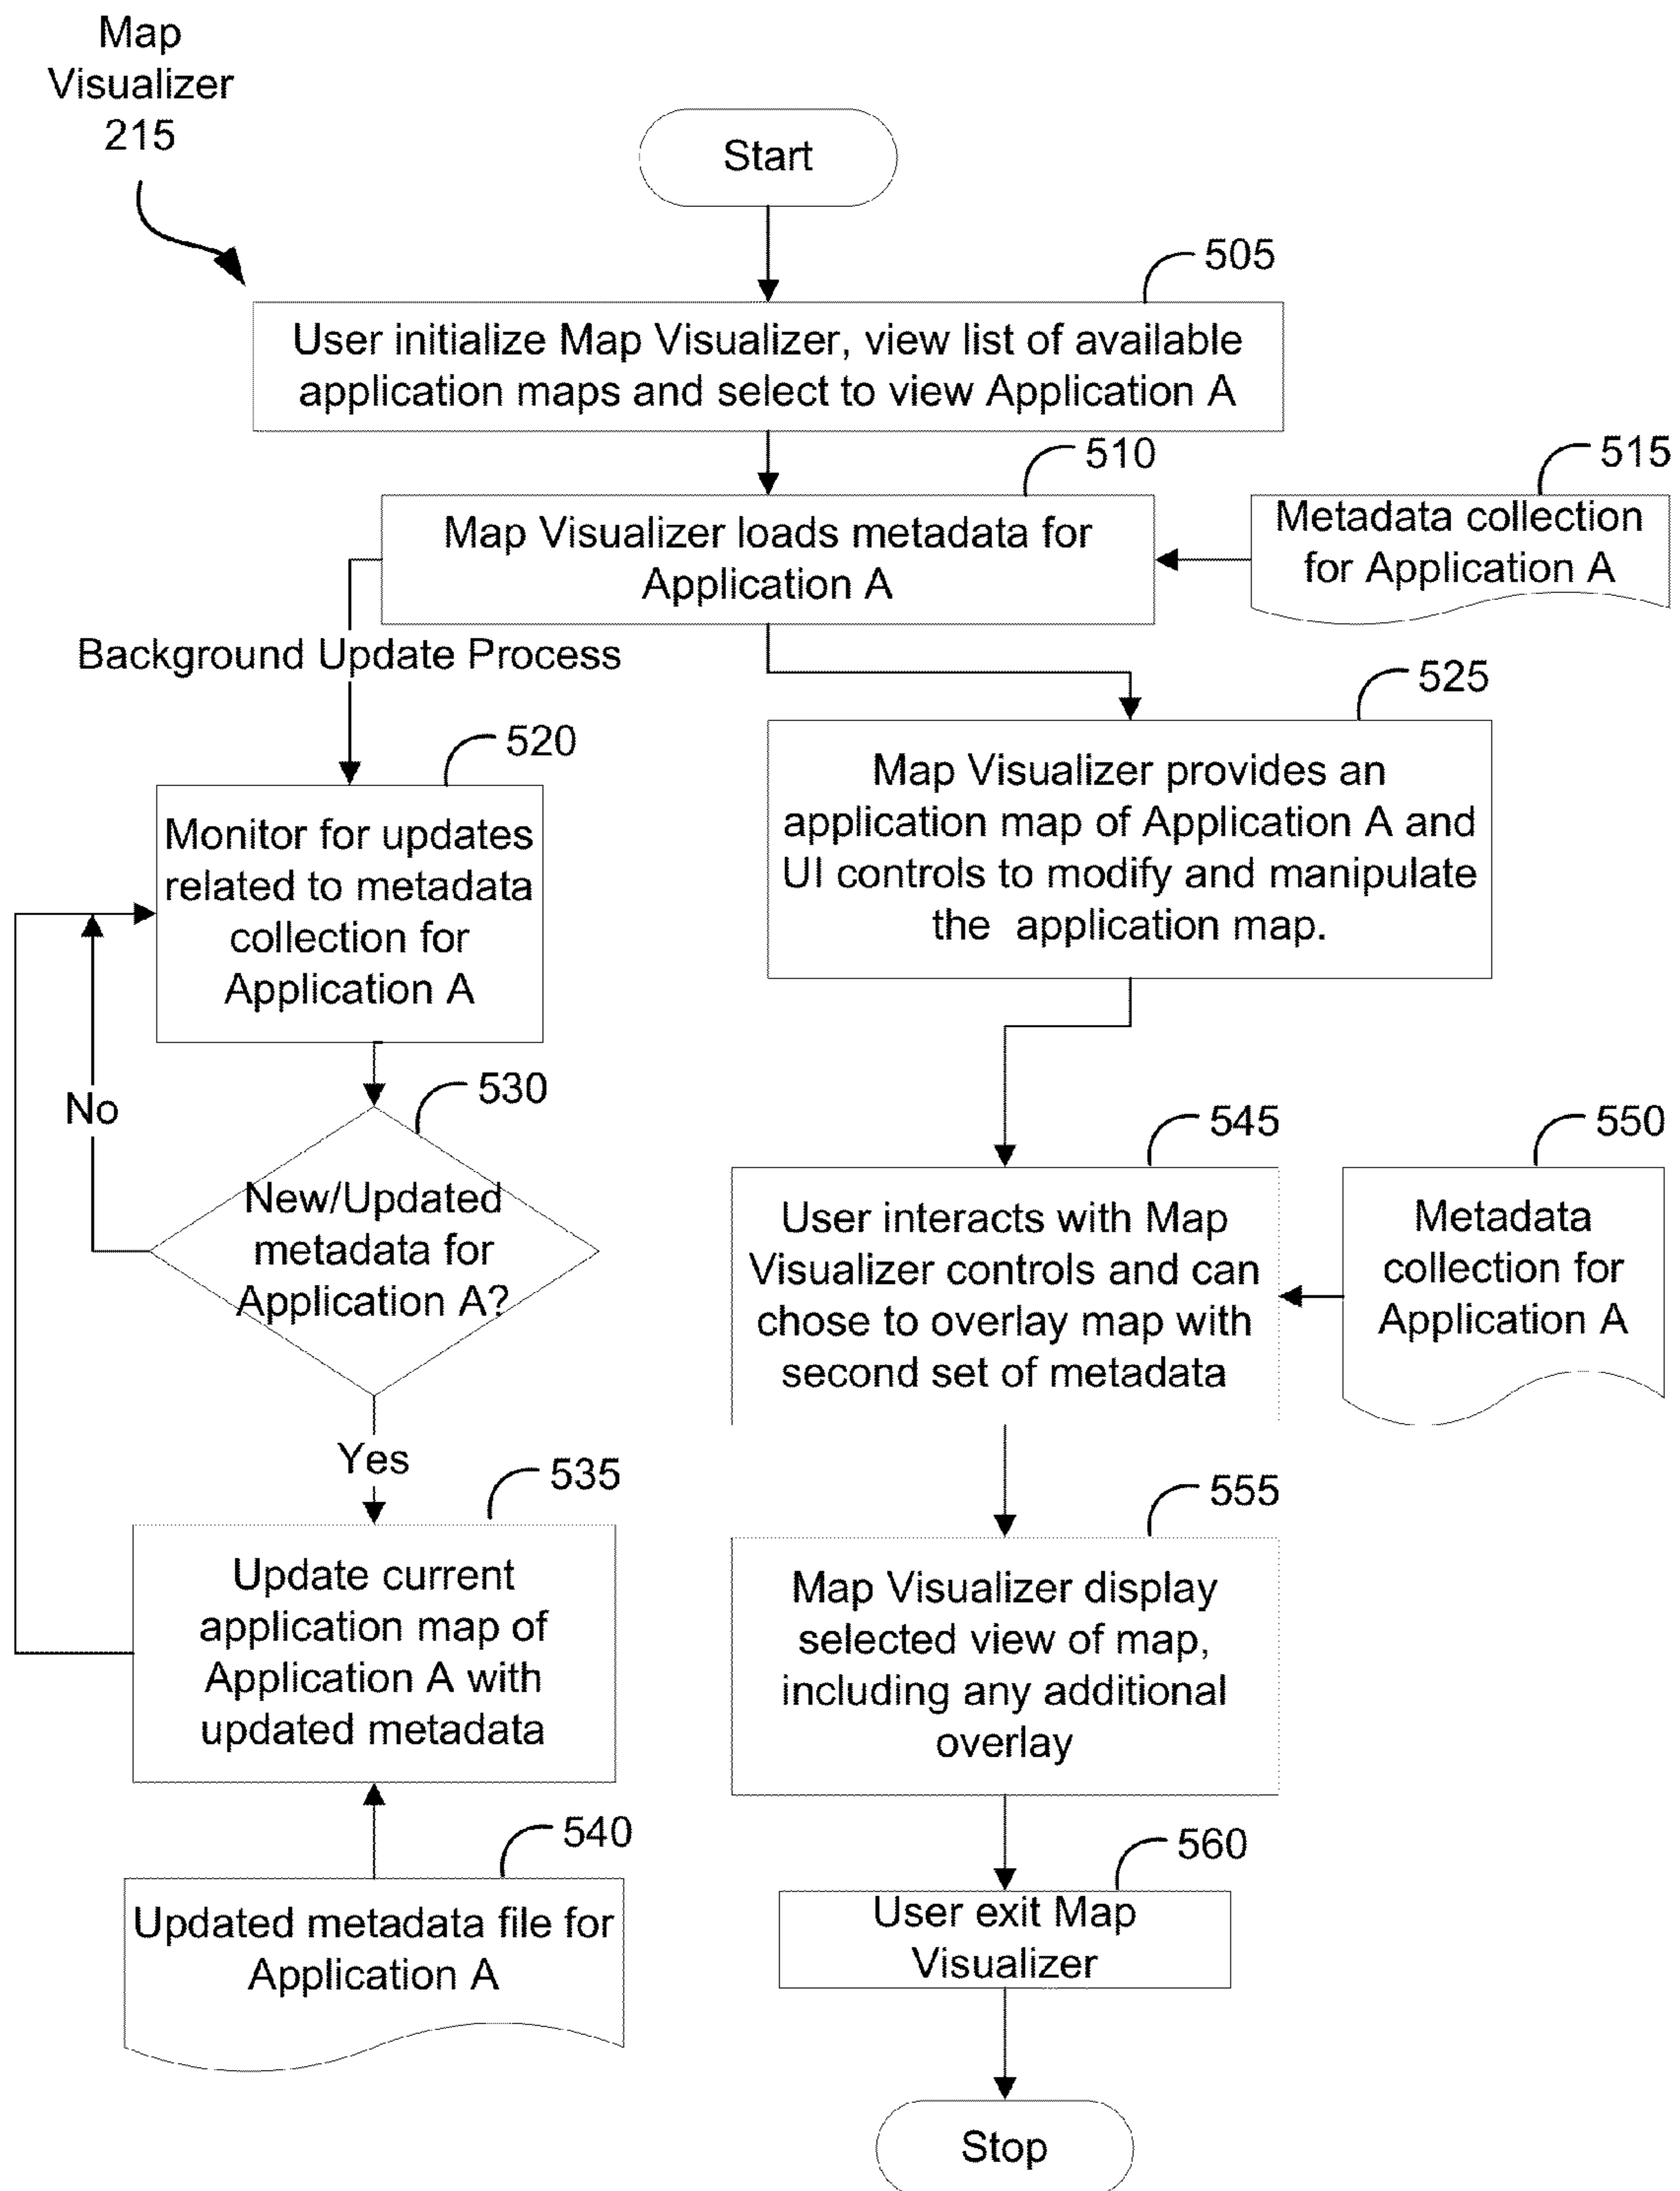 Map
Visualizer
215
Start
505
User initialize Map Visualizer, view list of available
application maps and select to view Application A
510
Map Visualizer loads metadata for
Application A
515
Metadata collection
for Application A
Background Update Process
520
Monitor for updates
related to metadata
collection for
Application A
525
Map Visualizer provides an
application map of Application A and
UI controls to modify and manipulate
the application map.
No
530
New/Updated
metadata for
Application A?
Yes
535
Update current
application map of
Application A with
updated metadata
540
Updated metadata file for
Application A
545
User interacts with Map
Visualizer controls and can
chose to overlay map with
second set of metadata
550
Metadata
collection for
Application A
555
Map Visualizer display
selected view of map,
including any additional
overlay
560
User exit Map
Visualizer
Stop